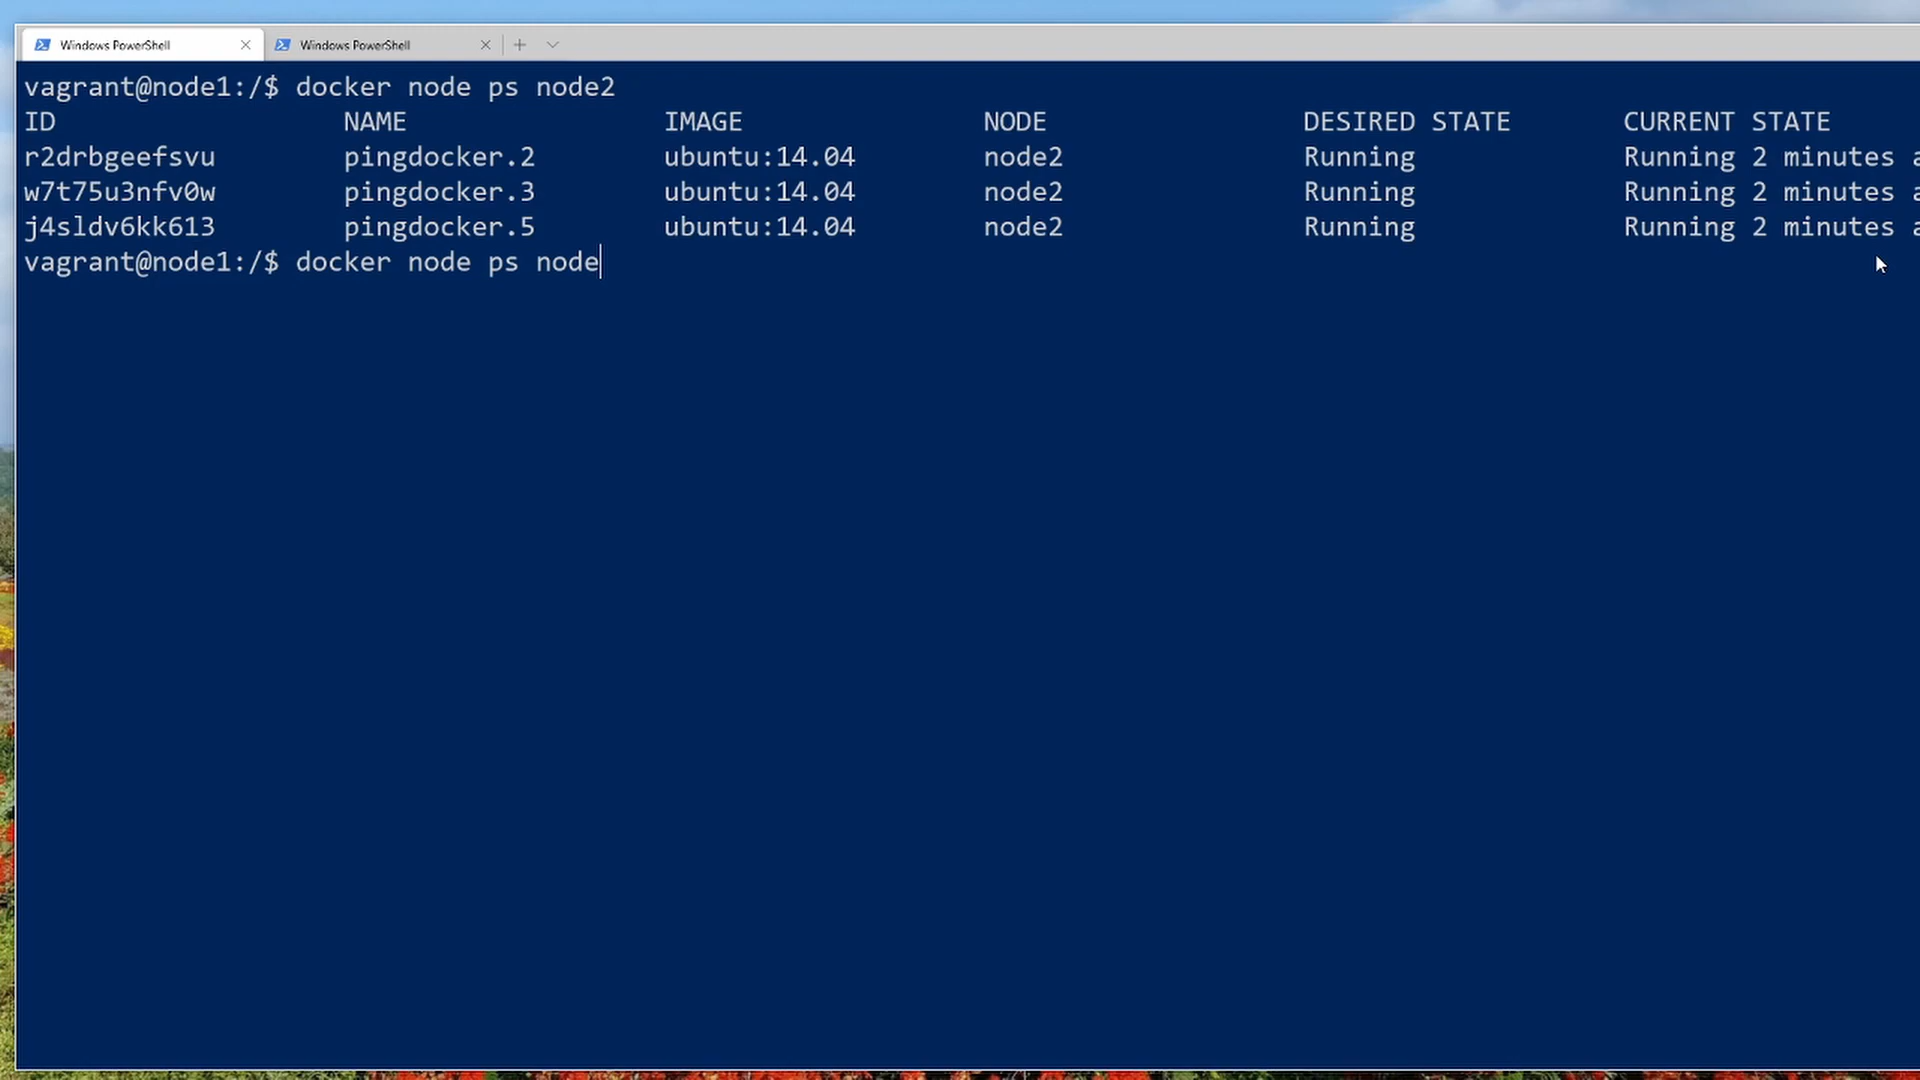 Windows PowerShell Windows PowerShell
vagrant@node1:/$ docker node ps node2
ID NAME IMAGE NODE DESIRED STATE CURRENT STATE
r2drbgeefsvu pingdocker.2 ubuntu:14.04 node2 Running Running 2 minutes a
w7t75u3nfv0w pingdocker.3 ubuntu:14.04 node2 Running Running 2 minutes a
j4sldv6kk613 pingdocker.5 ubuntu:14.04 node2 Running Running 2 minutes a
vagrant@node1:/$ docker node ps node